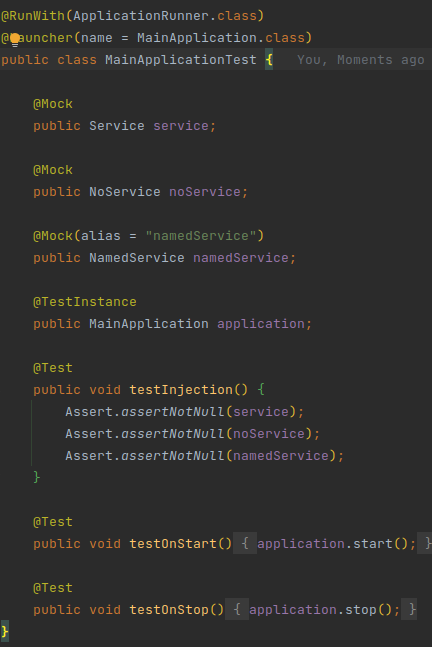 @RunWith(ApplicationRunner.class)
@Launcher(name = MainApplication.class)
public class MainApplicationTest { You, Moments ago
@Mock
public Service service;
@Mock
public NoService noService;
@Mock(alias = "namedService")
public NamedService namedService;
@TestInstance
public MainApplication application;
@Test
public void testInjection() {
Assert.assertNotNull(service);
Assert.assertNotNull(noService);
Assert.assertNotNull(namedService);
}
@Test
public void testOnStart() { application.start(); }
@Test
public void testOnStop() { application.stop(); }
}